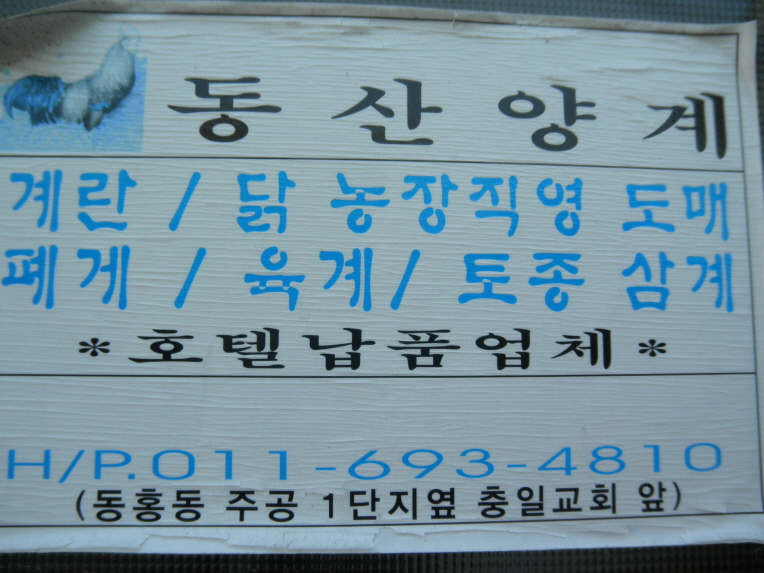 동산양계
계란 / 닭 농장직영 도매
폐게 / 육계 / 토종 삼계
*호텔납품업체*
H/P.011-693-4810
(동홍동 주공 1단지옆 충일교회 앞)